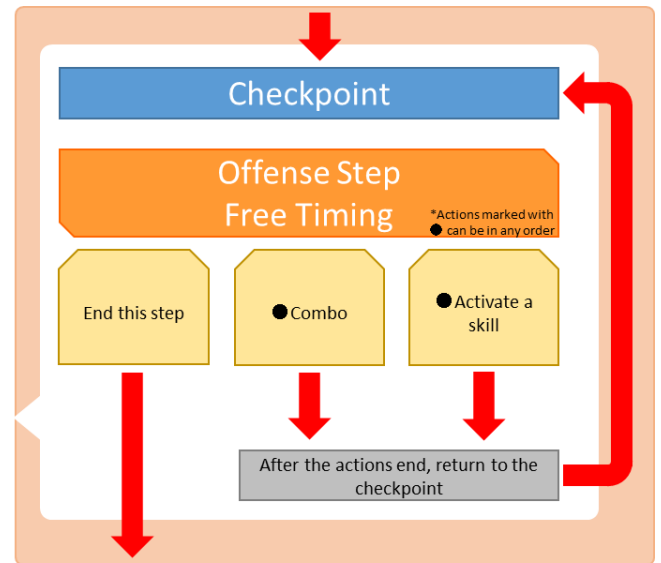 Checkpoint
Offense Step
Free Timing
*Actions marked with
● can be in any order
End this step
●Combo
●Activate a
skill
After the actions end, return to the
checkpoint